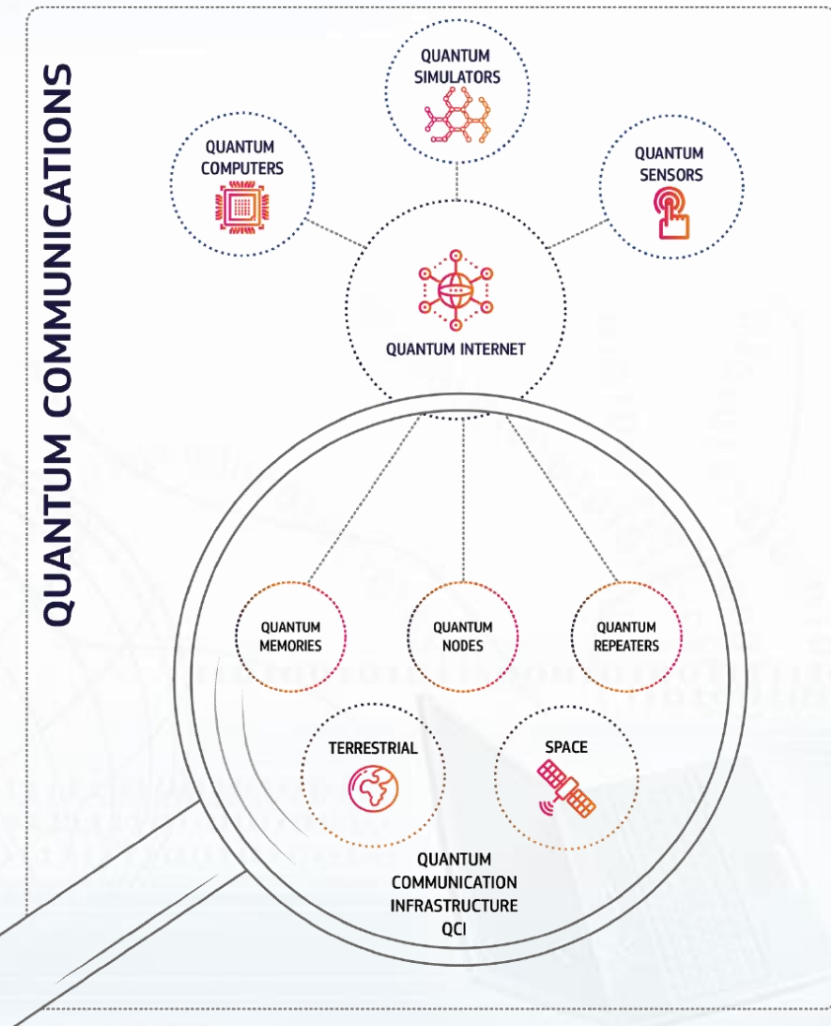 QUANTUM COMMUNICATIONS
QUANTUM
SIMULATORS
QUANTUM
COMPUTERS
QUANTUM
SENSORS
QUANTUM INTERNET
QUANTUM
MEMORIES
QUANTUM
NODES
QUANTUM
REPEATERS
TERRESTRIAL
SPACE
QUANTUM
COMMUNICATION
INFRASTRUCTURE
QCI